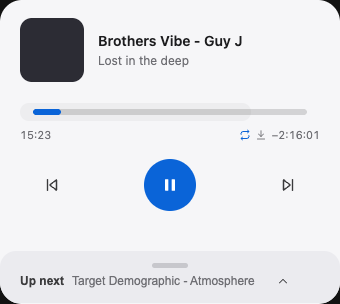 Brothers Vibe - Guy J
Lost in the deep
15:23 −2:16:01
Up next Target Demographic - Atmosphere